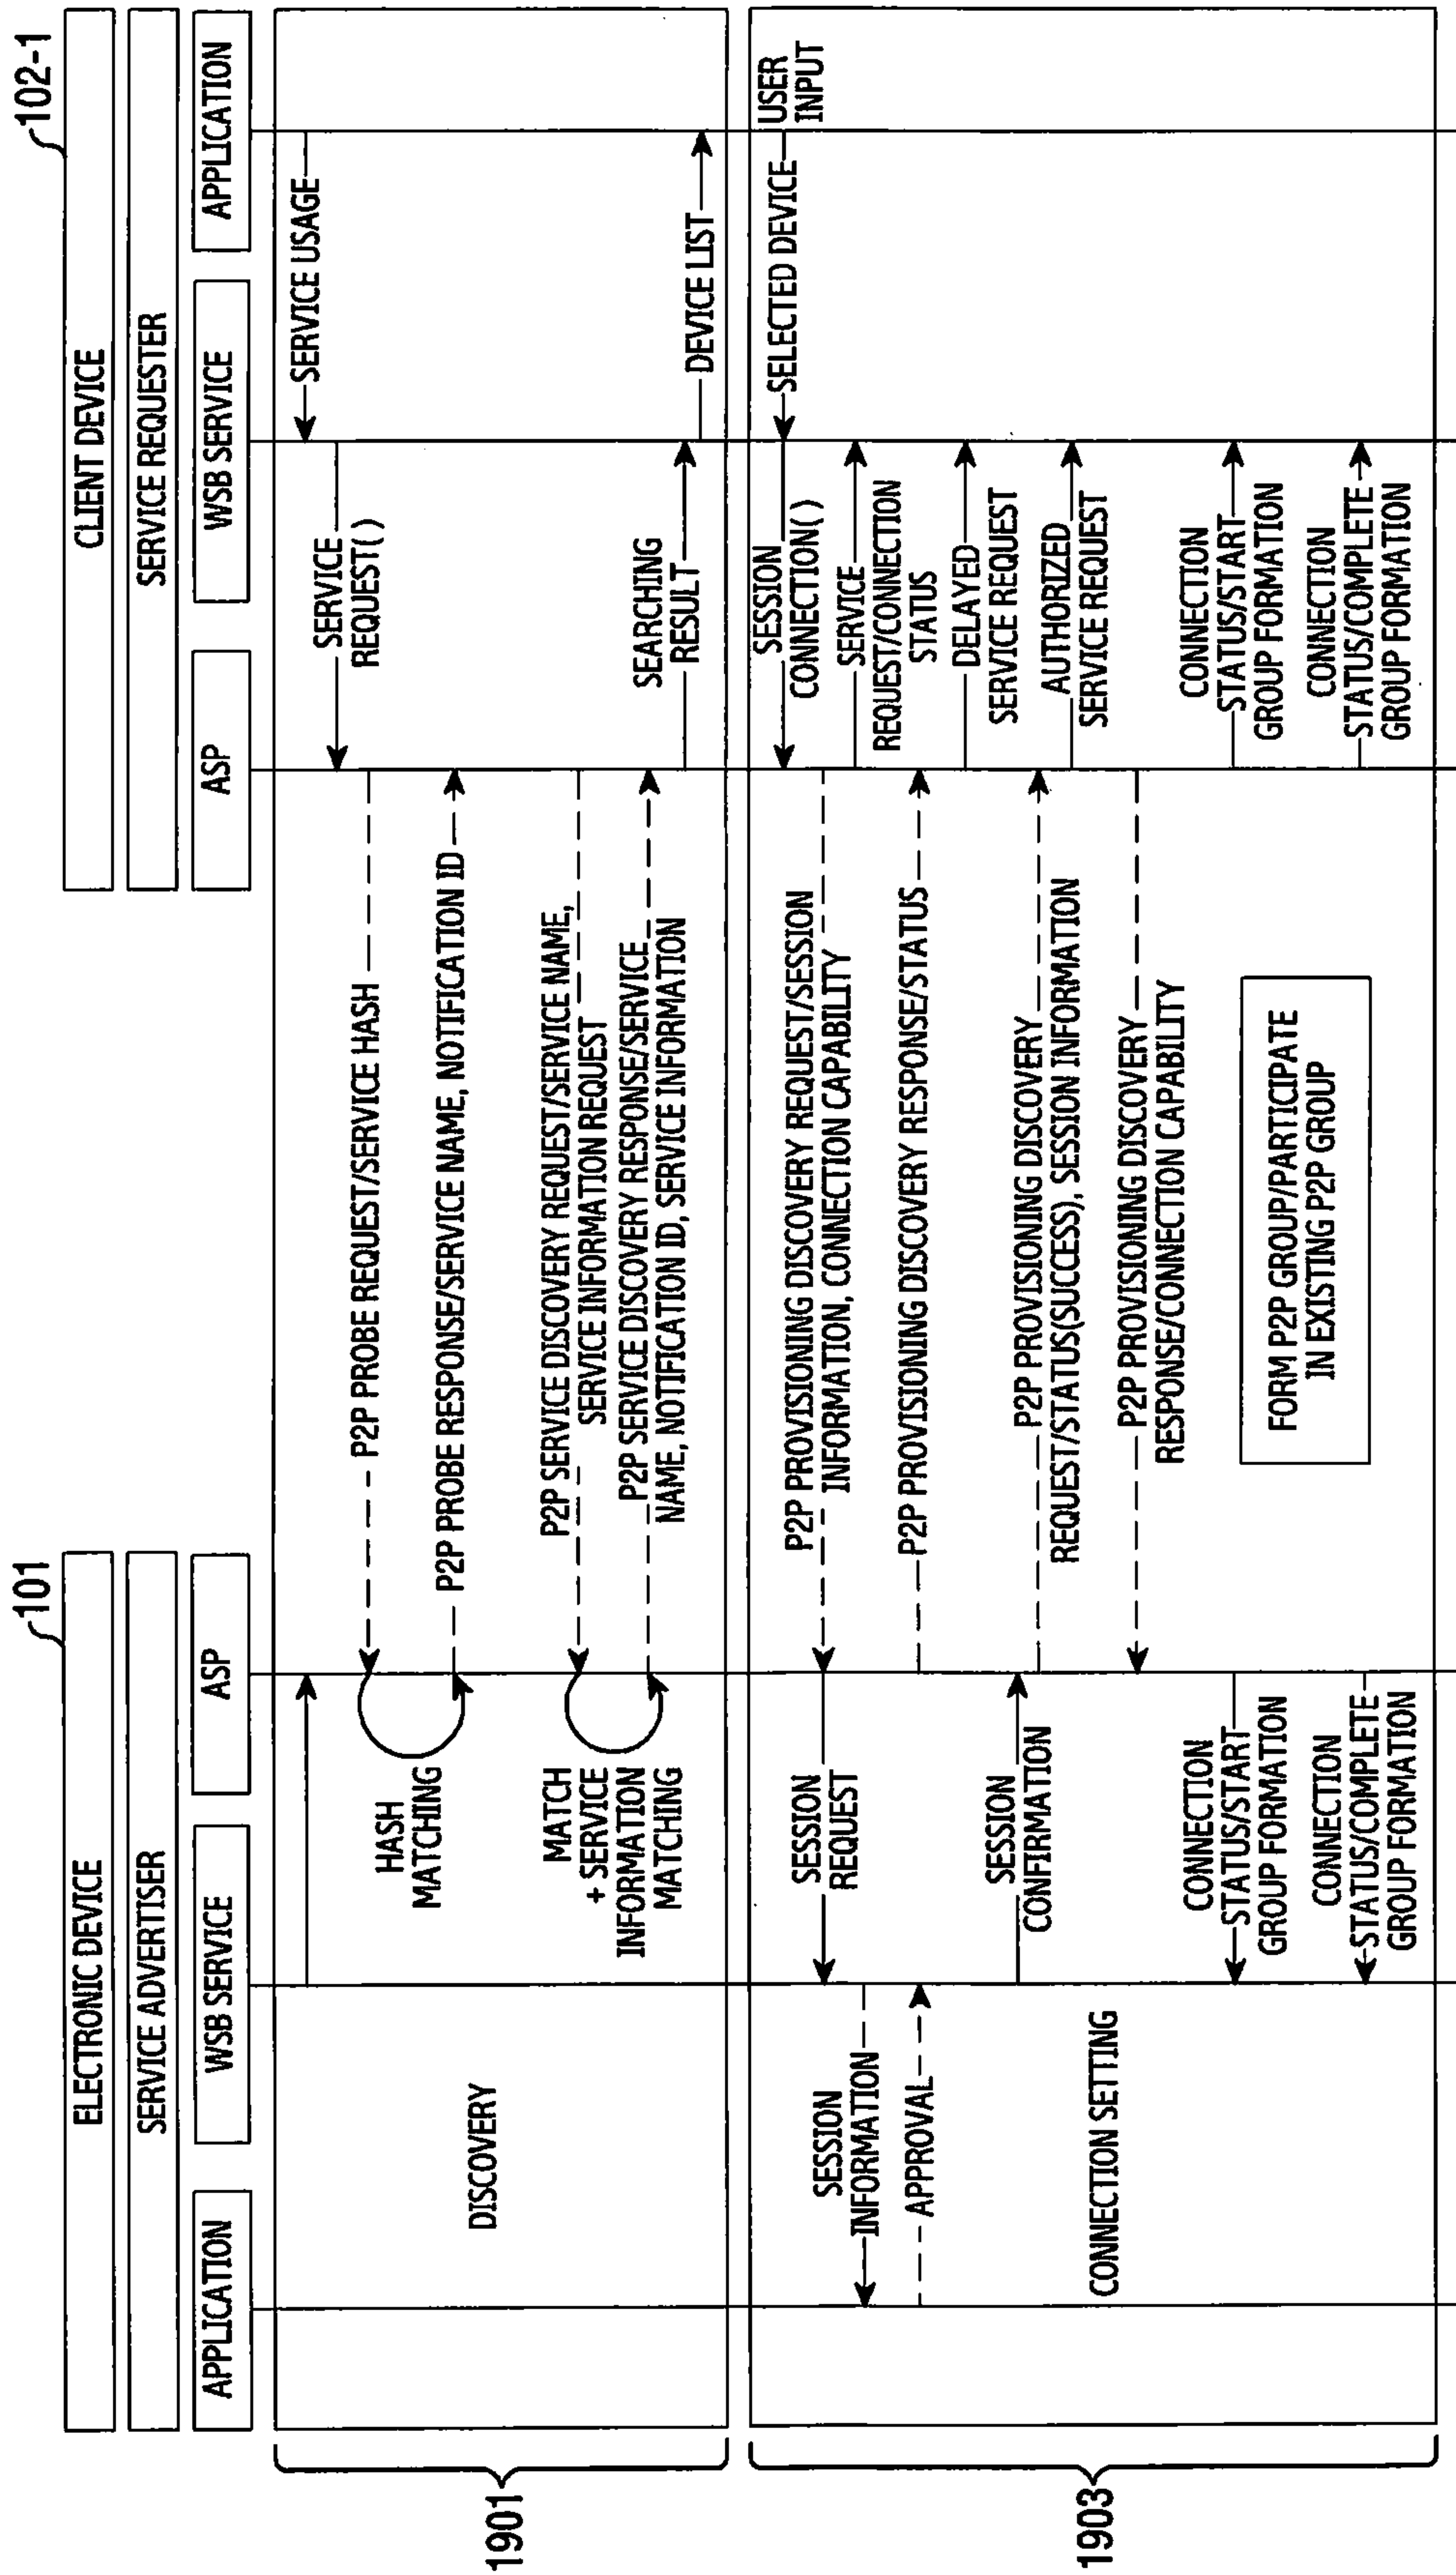 101
102-1
ELECTRONIC DEVICE
CLIENT DEVICE
SERVICE ADVERTISER
SERVICE REQUESTER
APPLICATION
WSB SERVICE
ASP
ASP
WSB SERVICE
APPLICATION
1901
DISCOVERY
SERVICE USAGE
SERVICE
REQUEST( )
P2P PROBE REQUEST/SERVICE HASH
HASH
MATCHING
P2P PROBE RESPONSE/SERVICE NAME, NOTIFICATION ID
P2P SERVICE DISCOVERY REQUEST/SERVICE NAME,
SERVICE INFORMATION REQUEST
MATCH
+ SERVICE
INFORMATION
MATCHING
P2P SERVICE DISCOVERY RESPONSE/SERVICE
NAME, NOTIFICATION ID, SERVICE INFORMATION
SEARCHING
RESULT
DEVICE LIST
1903
USER
INPUT
SELECTED DEVICE
SESSION
CONNECTION( )
P2P PROVISIONING DISCOVERY REQUEST/SESSION
INFORMATION, CONNECTION CAPABILITY
SESSION
REQUEST
SERVICE
REQUEST/CONNECTION
STATUS
SESSION
INFORMATION
APPROVAL
P2P PROVISIONING DISCOVERY RESPONSE/STATUS
DELAYED
SERVICE REQUEST
SESSION
CONFIRMATION
P2P PROVISIONING DISCOVERY
REQUEST/STATUS(SUCCESS), SESSION INFORMATION
AUTHORIZED
SERVICE REQUEST
CONNECTION SETTING
P2P PROVISIONING DISCOVERY
RESPONSE/CONNECTION CAPABILITY
CONNECTION
STATUS/START
GROUP FORMATION
FORM P2P GROUP/PARTICIPATE
IN EXISTING P2P GROUP
CONNECTION
STATUS/START
GROUP FORMATION
CONNECTION
STATUS/COMPLETE
GROUP FORMATION
CONNECTION
STATUS/COMPLETE
GROUP FORMATION